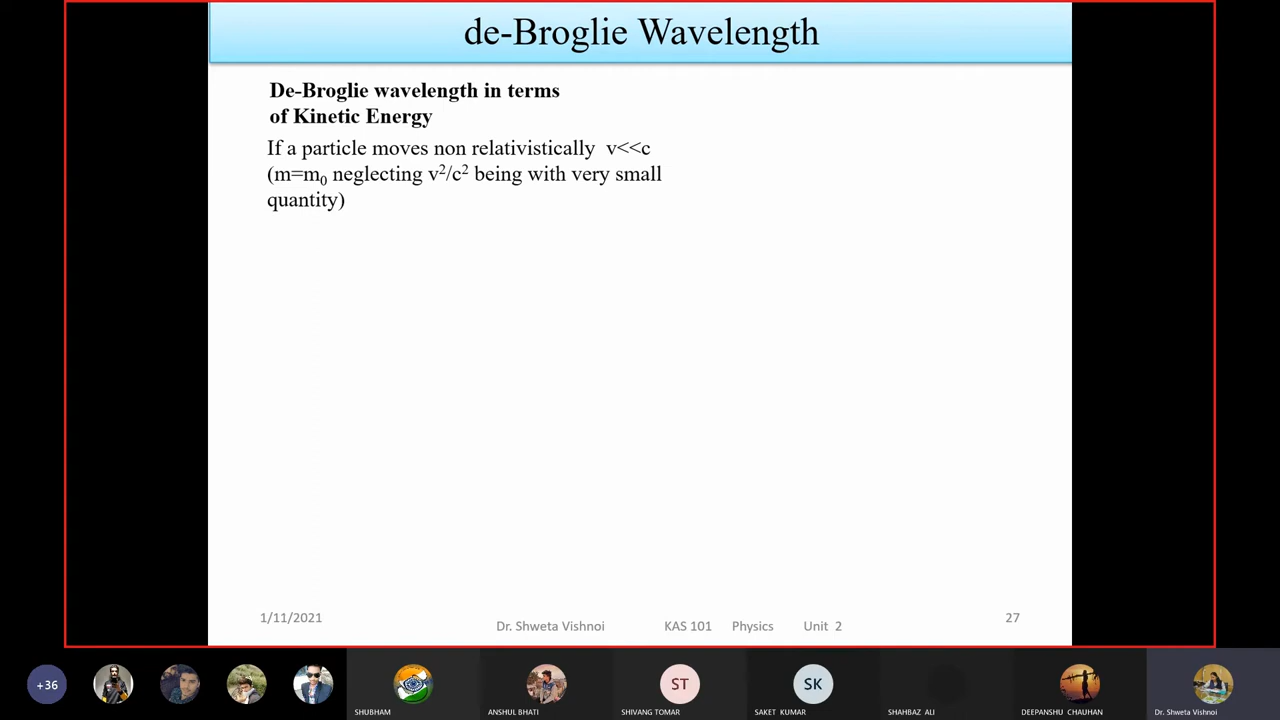 de-Broglie Wavelength
De-Broglie wavelength in terms
of Kinetic Energy
If a particle moves non relativistically v<<c
(m=m₀ neglecting v²/c² being with very small
quantity)
1/11/2021
Dr. Shweta Vishnoi KAS 101 Physics Unit 2
27
+36
ST
SK
SHUBHAM
ANSHUL BHATI
SHIVANG TOMAR
SAKET KUMAR
SHAHBAZ ALI
DEEPANSHU CHAUHAN
Dr. Shweta Vishnoi